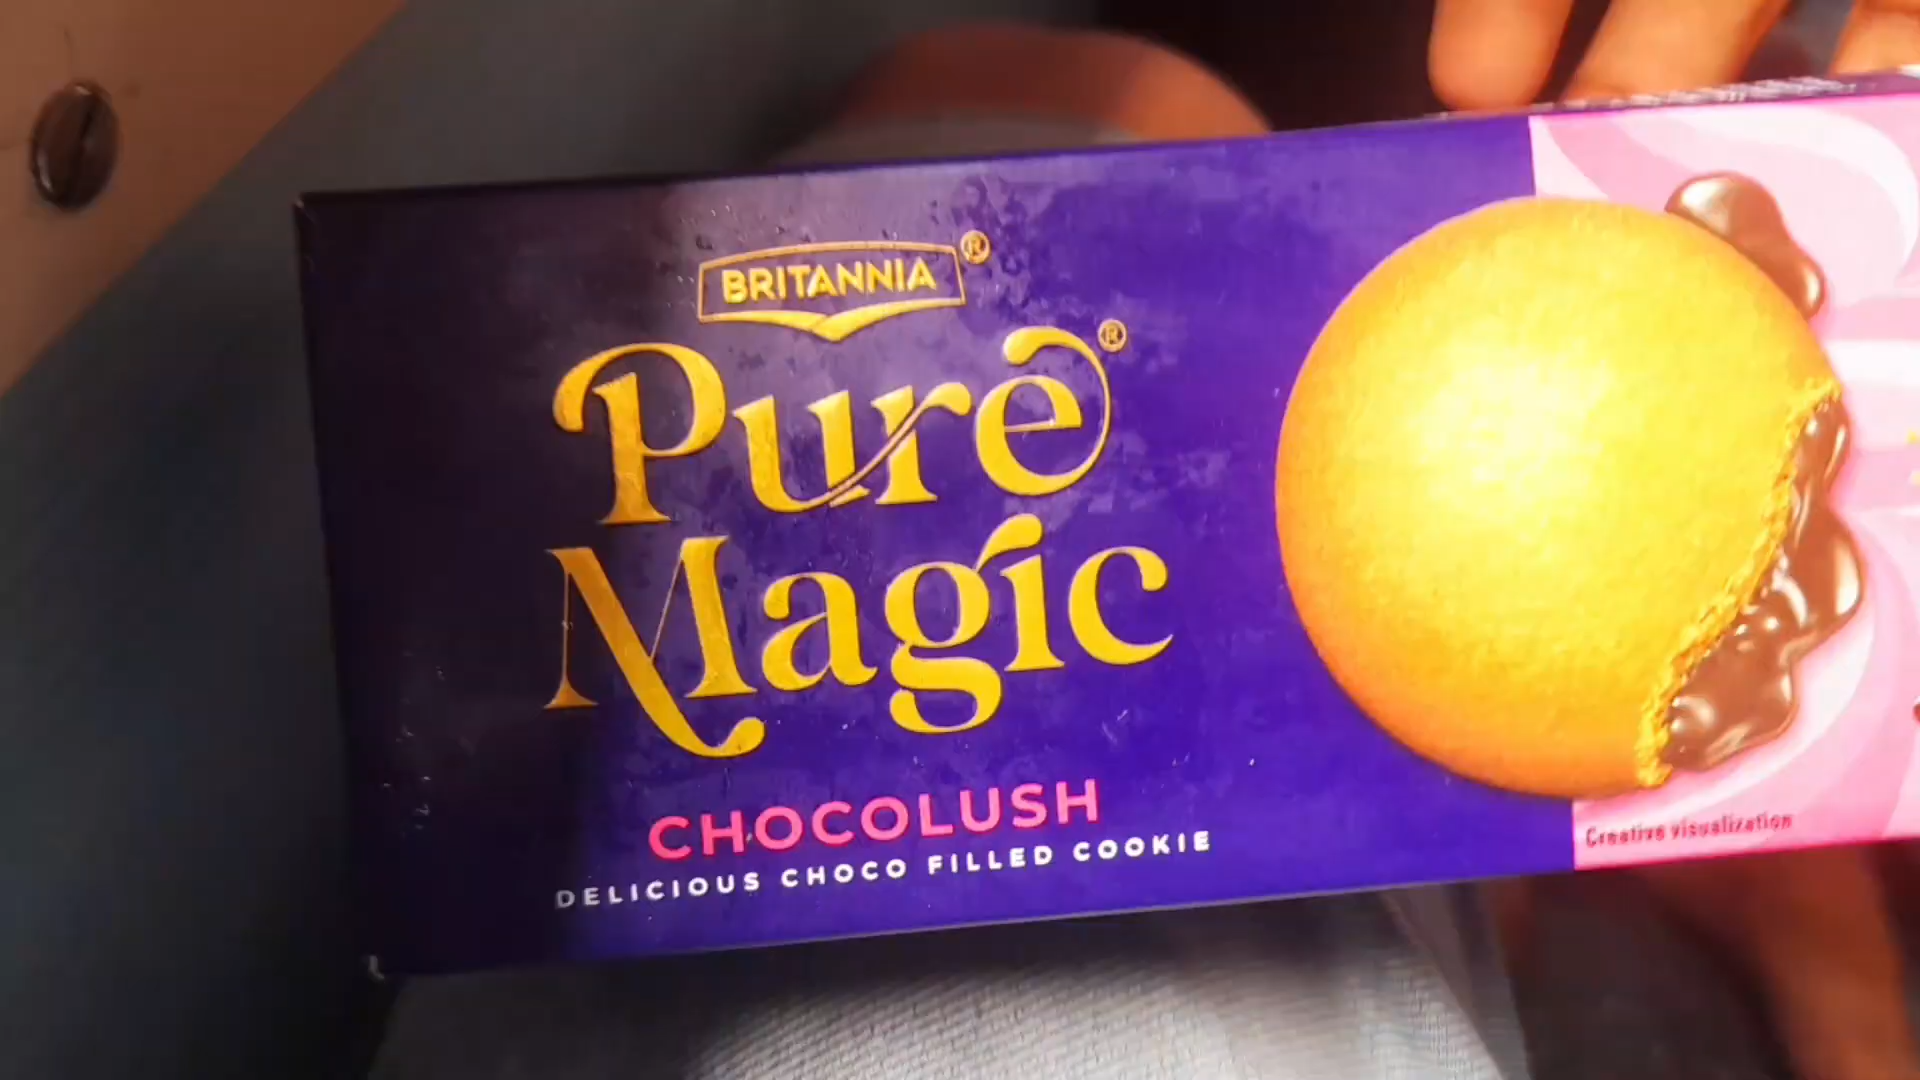 BRITANNIA®
Pure®
Magic
CHOCOLUSH
DELICIOUS CHOCO FILLED COOKIE
Creative visualization